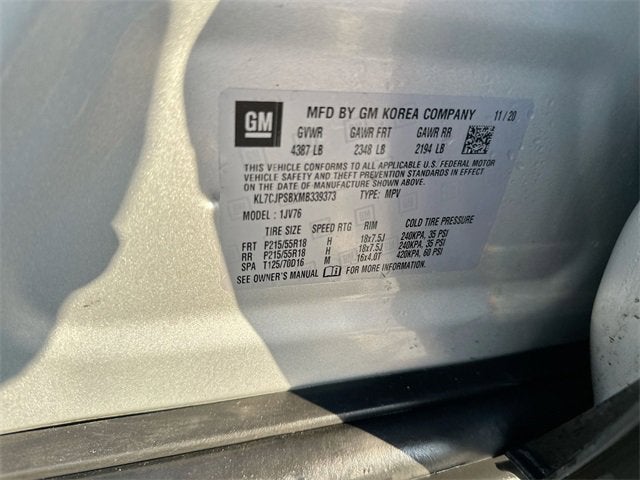 GM MFD BY GM KOREA COMPANY 11/20
GVWR GAWR FRT GAWR RR
4387 LB 2348 LB 2194 LB
THIS VEHICLE CONFORMS TO ALL APPLICABLE U.S. FEDERAL MOTOR
VEHICLE SAFETY AND THEFT PREVENTION STANDARDS IN EFFECT
ON THE DATE OF MANUFACTURE SHOWN ABOVE.
KL7CJPSBXMB339373 TYPE: MPV
MODEL: 1JV76
TIRE SIZE SPEED RTG RIM COLD TIRE PRESSURE
FRT P215/55R18 H 18x7.5J 240KPA, 35 PSI
RR P215/55R18 H 18x7.5J 240KPA, 35 PSI
SPA T125/70D16 M 16x4.0T 420KPA, 60 PSI
SEE OWNER'S MANUAL FOR MORE INFORMATION.